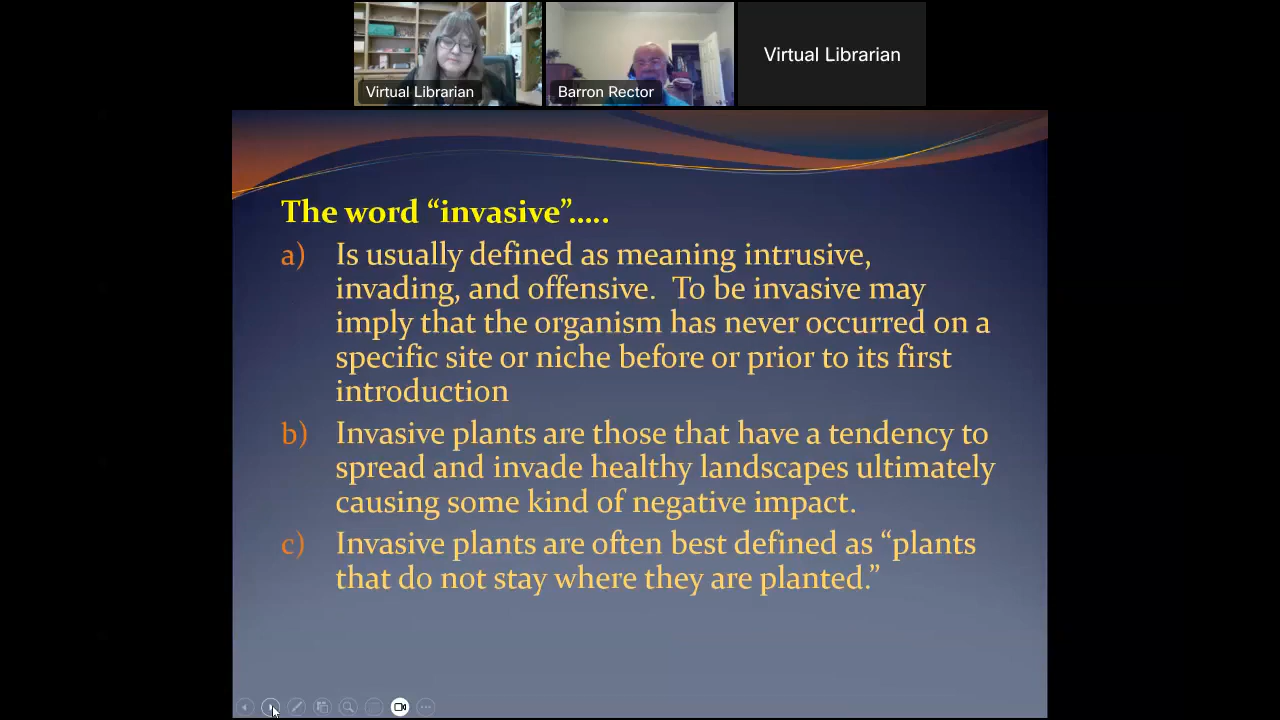 Virtual Librarian
Barron Rector
Virtual Librarian
The word “invasive”.....
a) Is usually defined as meaning intrusive,
invading, and offensive.  To be invasive may
imply that the organism has never occurred on a
specific site or niche before or prior to its first
introduction
b) Invasive plants are those that have a tendency to
spread and invade healthy landscapes ultimately
causing some kind of negative impact.
c) Invasive plants are often best defined as “plants
that do not stay where they are planted.”